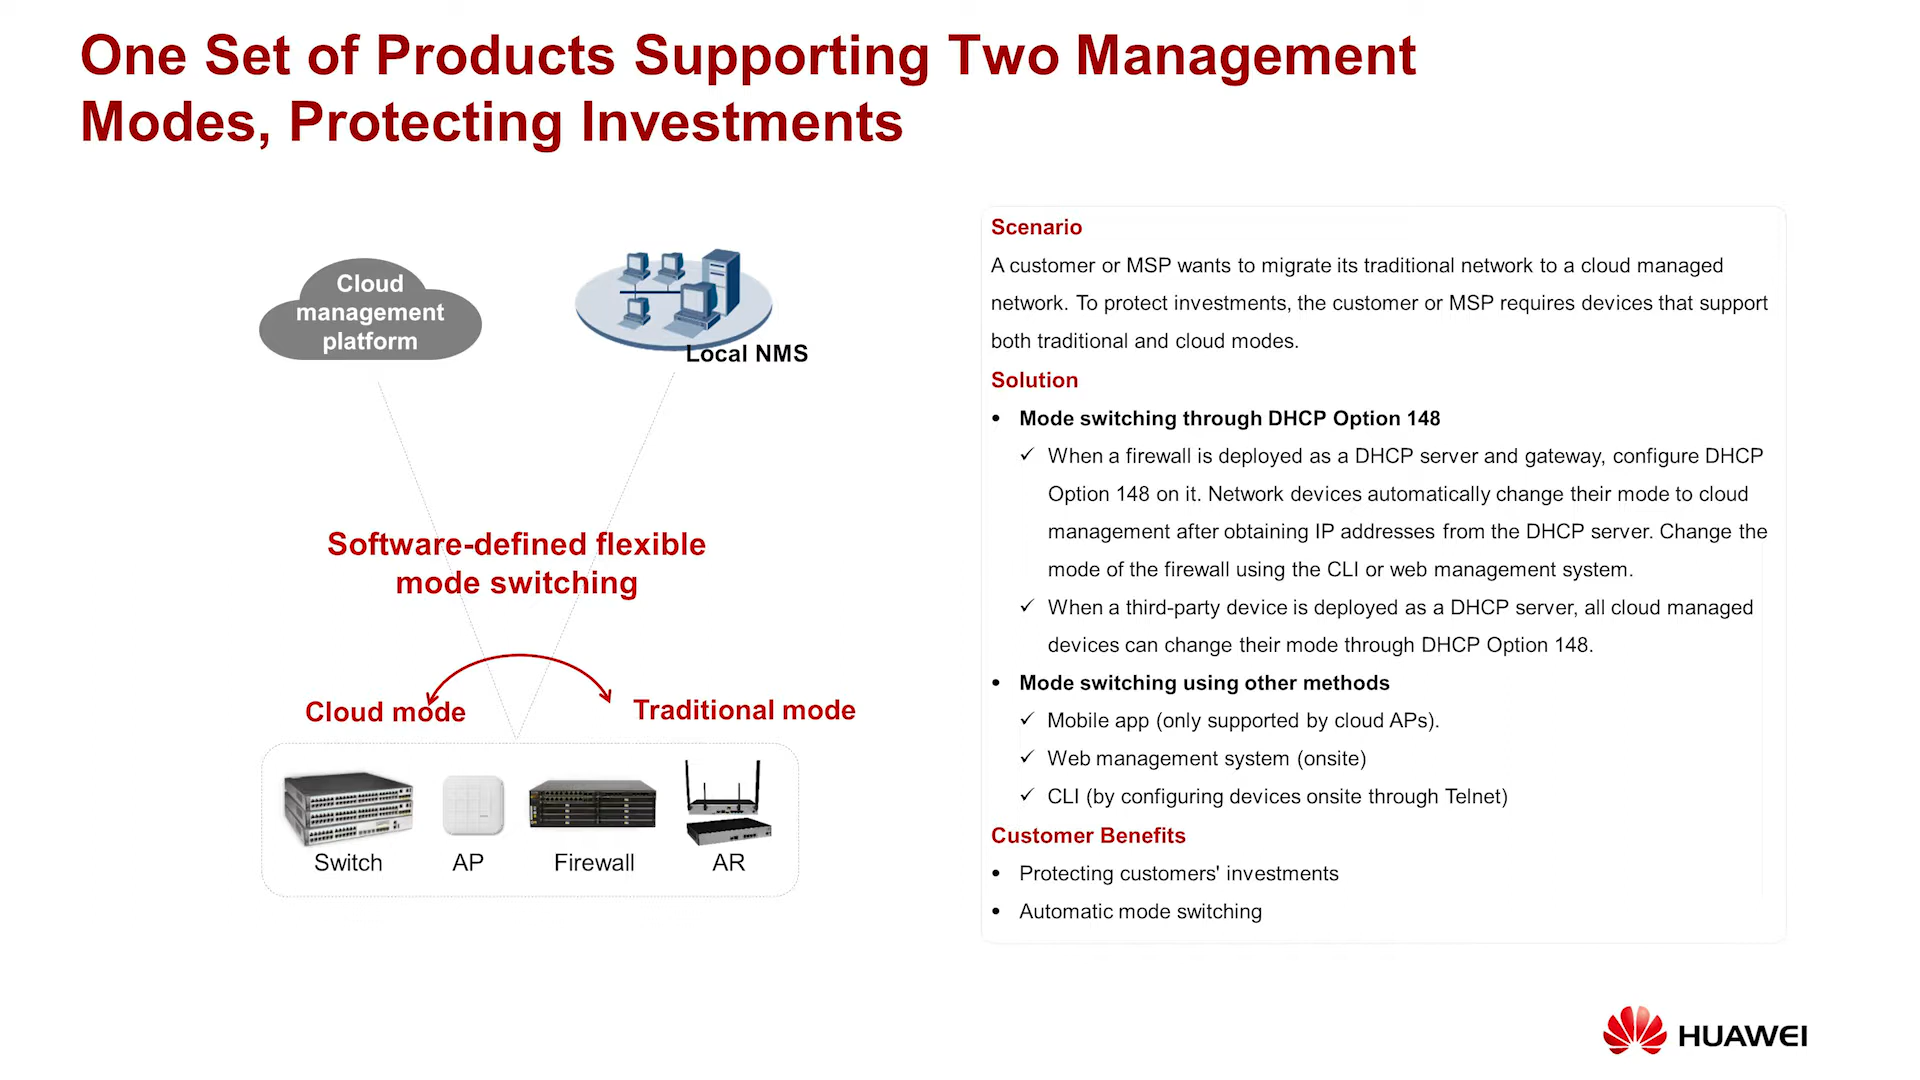 One Set of Products Supporting Two Management
Modes, Protecting Investments
Cloud
management
platform
Local NMS
Software-defined flexible
mode switching
Cloud mode
Traditional mode
Switch
AP
Firewall
AR
Scenario
A customer or MSP wants to migrate its traditional network to a cloud managed
network. To protect investments, the customer or MSP requires devices that support
both traditional and cloud modes.
Solution
• Mode switching through DHCP Option 148
✓ When a firewall is deployed as a DHCP server and gateway, configure DHCP
Option 148 on it. Network devices automatically change their mode to cloud
management after obtaining IP addresses from the DHCP server. Change the
mode of the firewall using the CLI or web management system.
✓ When a third-party device is deployed as a DHCP server, all cloud managed
devices can change their mode through DHCP Option 148.
• Mode switching using other methods
✓ Mobile app (only supported by cloud APs).
✓ Web management system (onsite)
✓ CLI (by configuring devices onsite through Telnet)
Customer Benefits
• Protecting customers' investments
• Automatic mode switching
HUAWEI